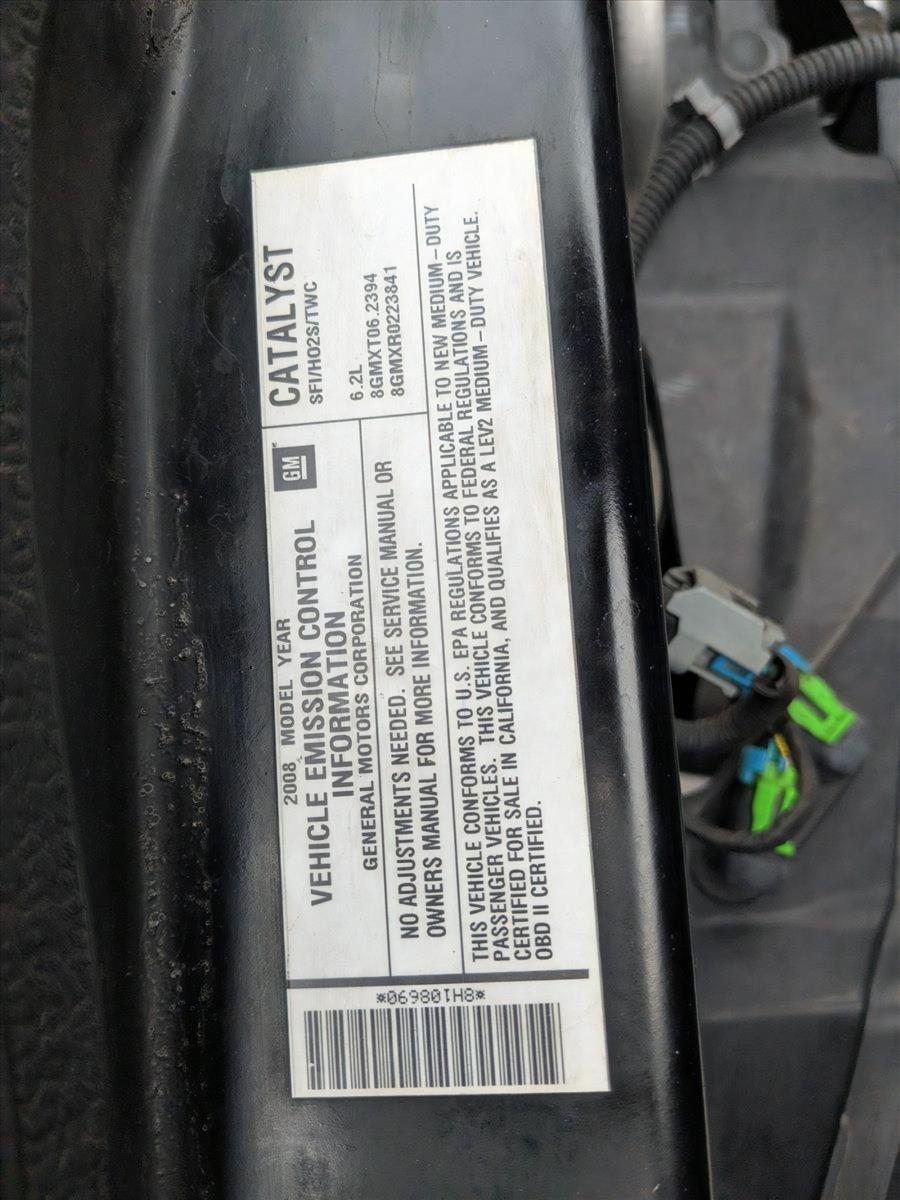 CATALYST
SFI/HO2S/TWC
6.2L
8GMXT06.2394
8GMXR0223841
2008 MODEL YEAR
VEHICLE EMISSION CONTROL
INFORMATION
GENERAL MOTORS CORPORATION
GM
NO ADJUSTMENTS NEEDED. SEE SERVICE MANUAL OR
OWNERS MANUAL FOR MORE INFORMATION.
THIS VEHICLE CONFORMS TO U.S. EPA REGULATIONS APPLICABLE TO NEW MEDIUM-DUTY
PASSENGER VEHICLES. THIS VEHICLE CONFORMS TO FEDERAL REGULATIONS AND IS
CERTIFIED FOR SALE IN CALIFORNIA, AND QUALIFIES AS A LEV2 MEDIUM-DUTY VEHICLE.
OBD II CERTIFIED.
*8H108690*